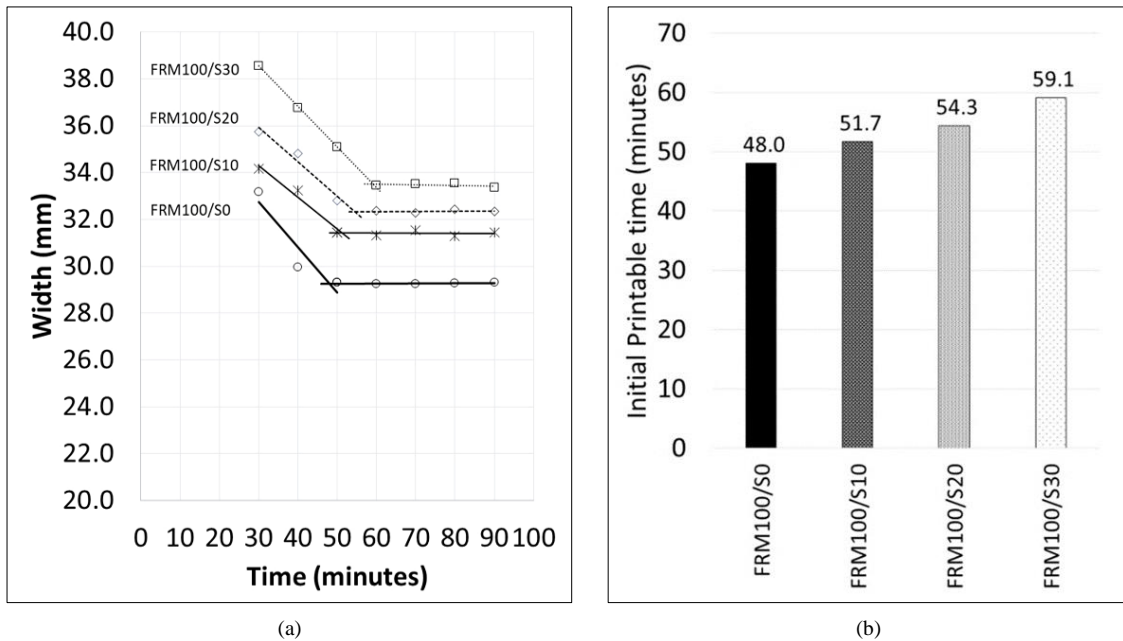 40.0
38.0
36.0
34.0
32.0
30.0
28.0
26.0
24.0
22.0
20.0
Width (mm)
FRM100/S30
FRM100/S20
FRM100/S10
FRM100/S0
0 10 20 30 40 50 60 70 80 90 100
Time (minutes)
(a)
70
60
50
40
30
20
10
0
Initial Printable time (minutes)
48.0
51.7
54.3
59.1
FRM100/S0
FRM100/S10
FRM100/S20
FRM100/S30
(b)